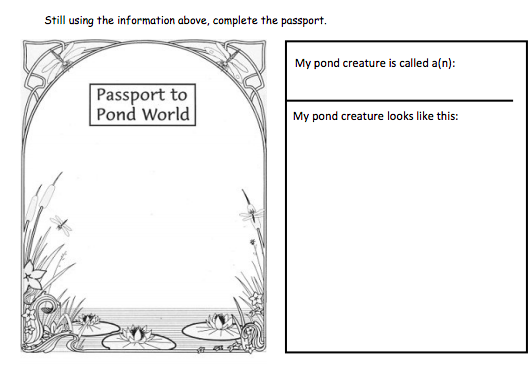 Still using the information above, complete the passport.
Passport to
Pond World
My pond creature is called a(n):
My pond creature looks like this: